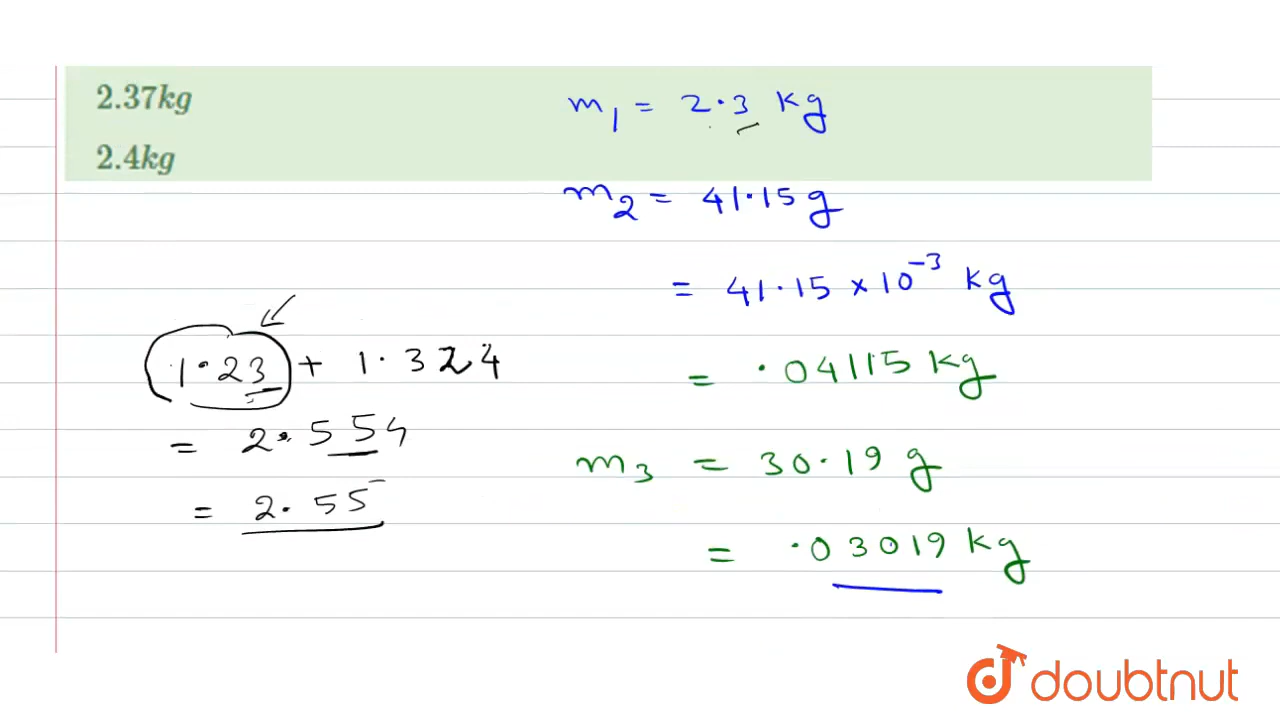 2.37kg
2.4kg
m1 = 2.3 kg
m2 = 41.15 g
= 41.15 × 10^-3 kg
= .04115 kg
m3 = 30.19 g
= .03019 kg
1.23 + 1.324
= 2.554
= 2.55
doubtnut